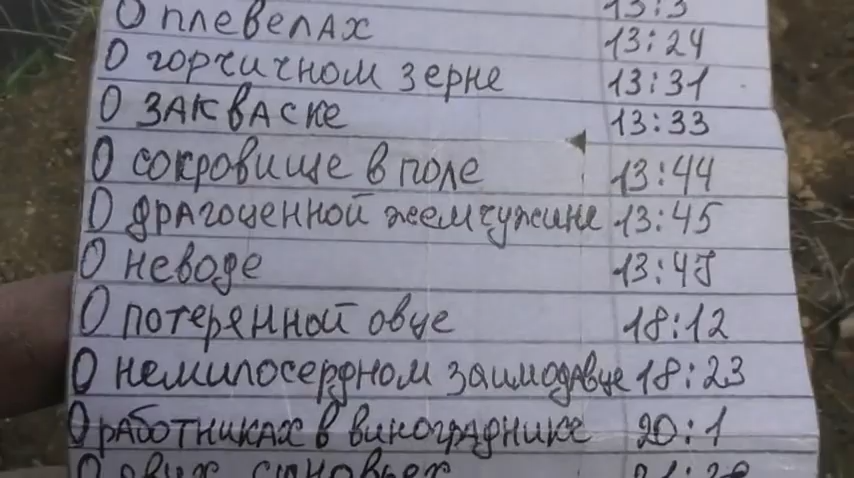 О плевелах 13:24
О горчичном зерне 13:31
О закваске 13:33
О сокровище в поле 13:44
О драгоценной жемчужине 13:45
О неводе 13:47
О потерянной овце 18:12
О немилосердном заимодавце 18:23
О работниках в винограднике 20:1